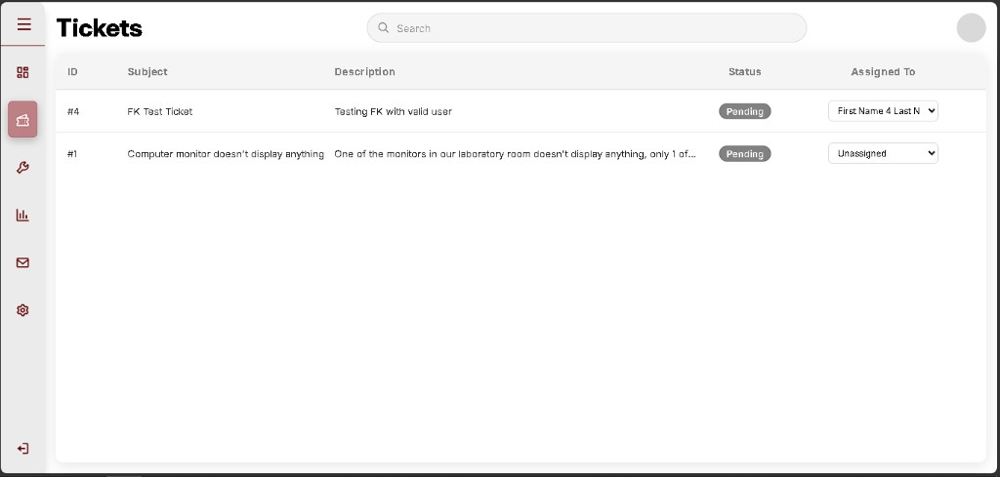 Tickets
Search
ID Subject Description Status Assigned To
#4 FK Test Ticket Testing FK with valid user Pending First Name 4 Last N
#1 Computer monitor doesn't display anything One of the monitors in our laboratory room doesn't display anything, only 1 of... Pending Unassigned